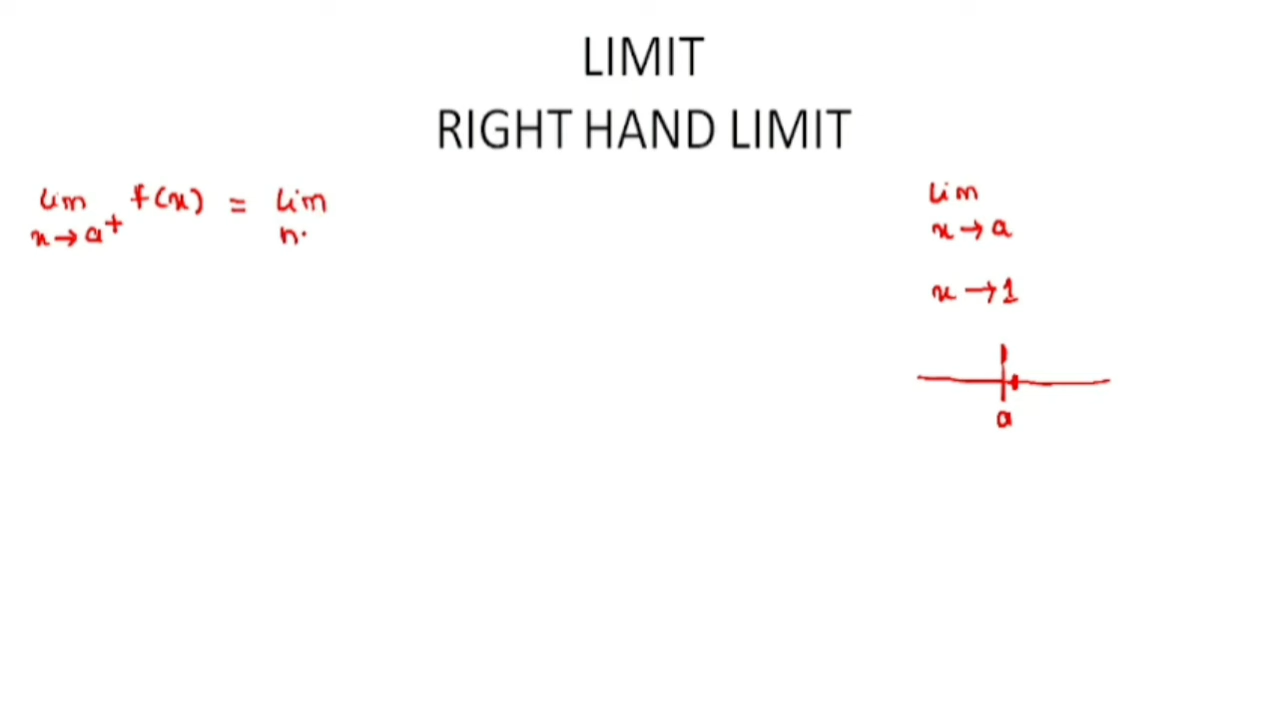 LIMIT
RIGHT HAND LIMIT
lim f(x) = lim
x→a⁺ h·
lim
x→a
x→1
a